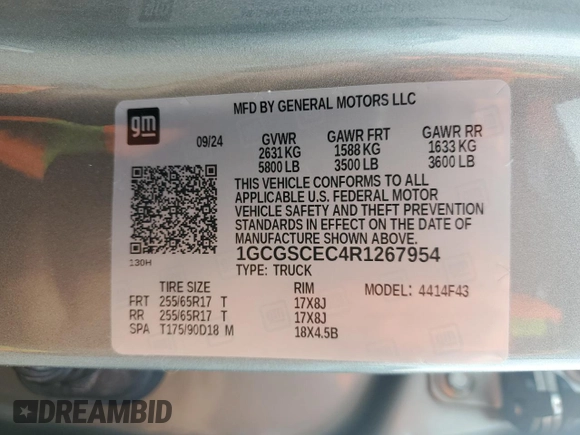 MFD BY GENERAL MOTORS LLC
gm
09/24 GVWR GAWR FRT GAWR RR
2631 KG 1588 KG 1633 KG
5800 LB 3500 LB 3600 LB
THIS VEHICLE CONFORMS TO ALL
APPLICABLE U.S. FEDERAL MOTOR
VEHICLE SAFETY AND THEFT PREVENTION
STANDARDS IN EFFECT ON THE DATE OF
MANUFACTURE SHOWN ABOVE.
130H
1GCGSCEC4R1267954
TYPE: TRUCK
TIRE SIZE RIM MODEL: 4414F43
FRT 255/65R17 T 17X8J
RR 255/65R17 T 17X8J
SPA T175/90D18 M 18X4.5B
DREAMBID